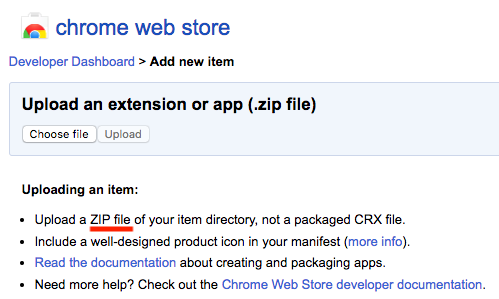 chrome web store
Developer Dashboard > Add new item
Upload an extension or app (.zip file)
Choose file Upload
Uploading an item:
• Upload a ZIP file of your item directory, not a packaged CRX file.
• Include a well-designed product icon in your manifest (more info).
• Read the documentation about creating and packaging apps.
• Need more help? Check out the Chrome Web Store developer documentation.